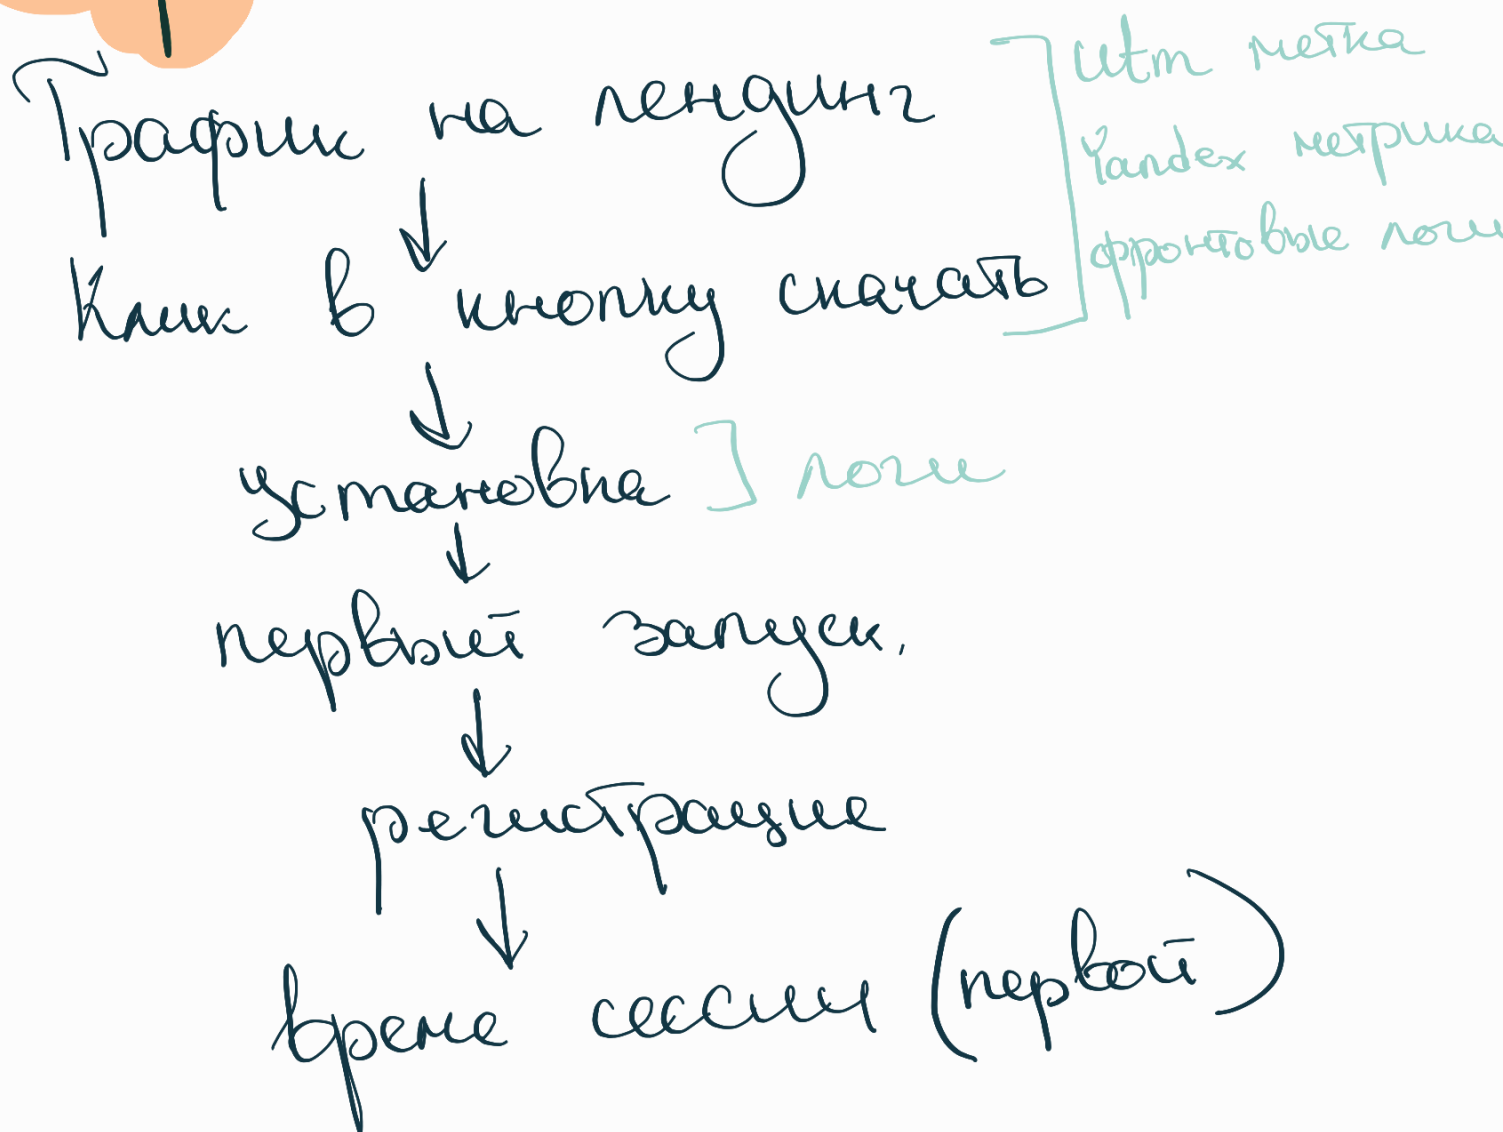 Трафик на лендинг
utm метка
Yandex метрика
фронтовые логи
Клик в кнопку скачать
установка
логи
первый запуск.
регистрация
время сессии (первой)